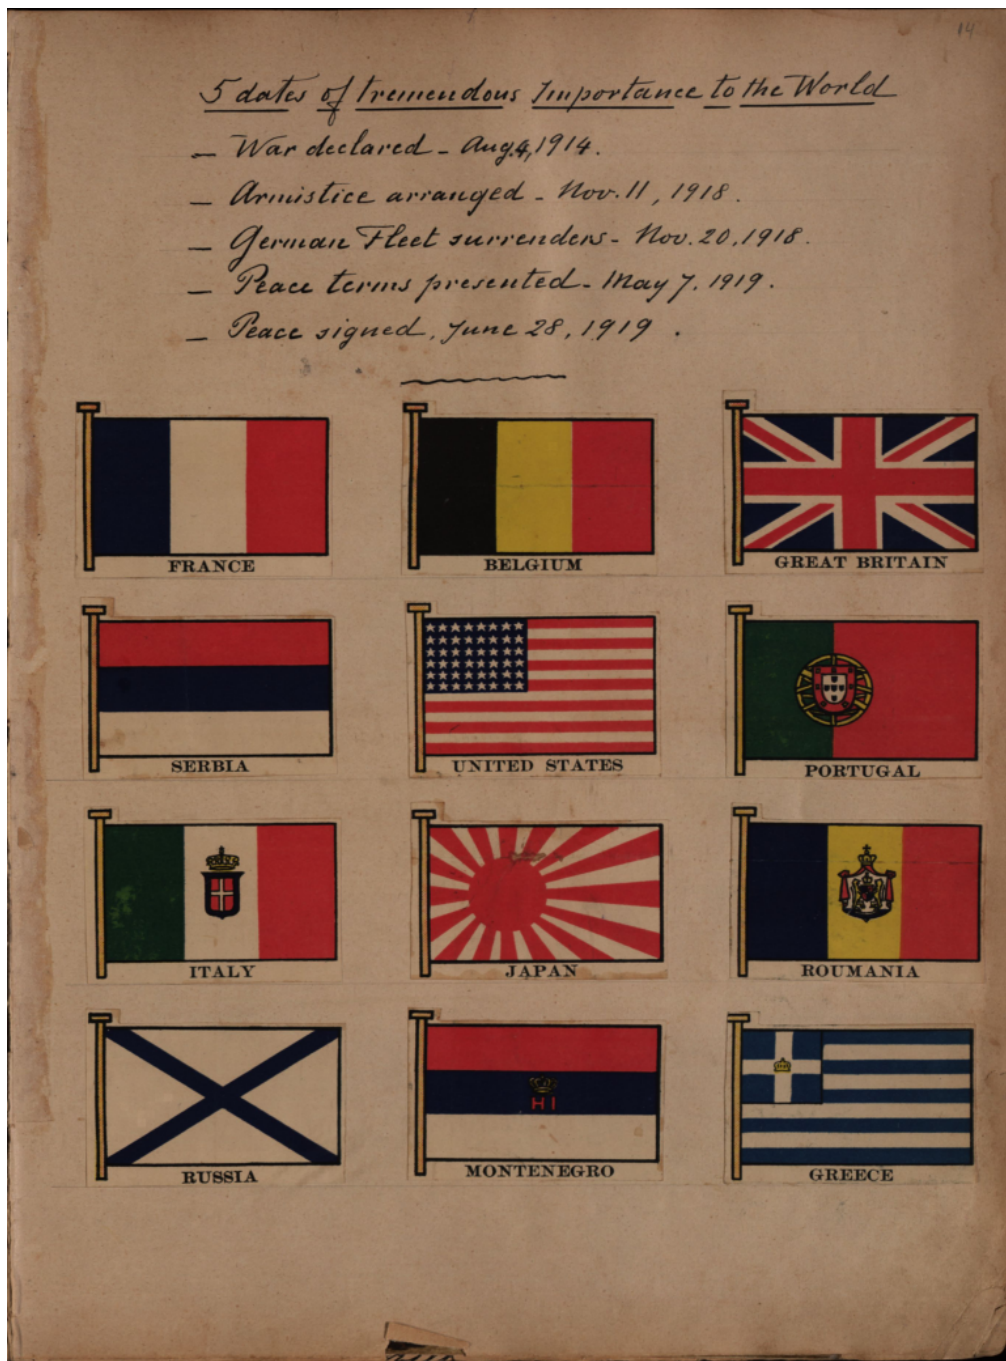 14
5 dates of tremendous Importance to the World
— War declared - Aug. 4, 1914.
— Armistice arranged - Nov. 11, 1918.
— German Fleet surrenders - Nov. 20, 1918.
— Peace terms presented - May 7, 1919.
— Peace signed, June 28, 1919.
FRANCE BELGIUM GREAT BRITAIN
SERBIA UNITED STATES PORTUGAL
ITALY JAPAN ROUMANIA
H I
RUSSIA MONTENEGRO GREECE